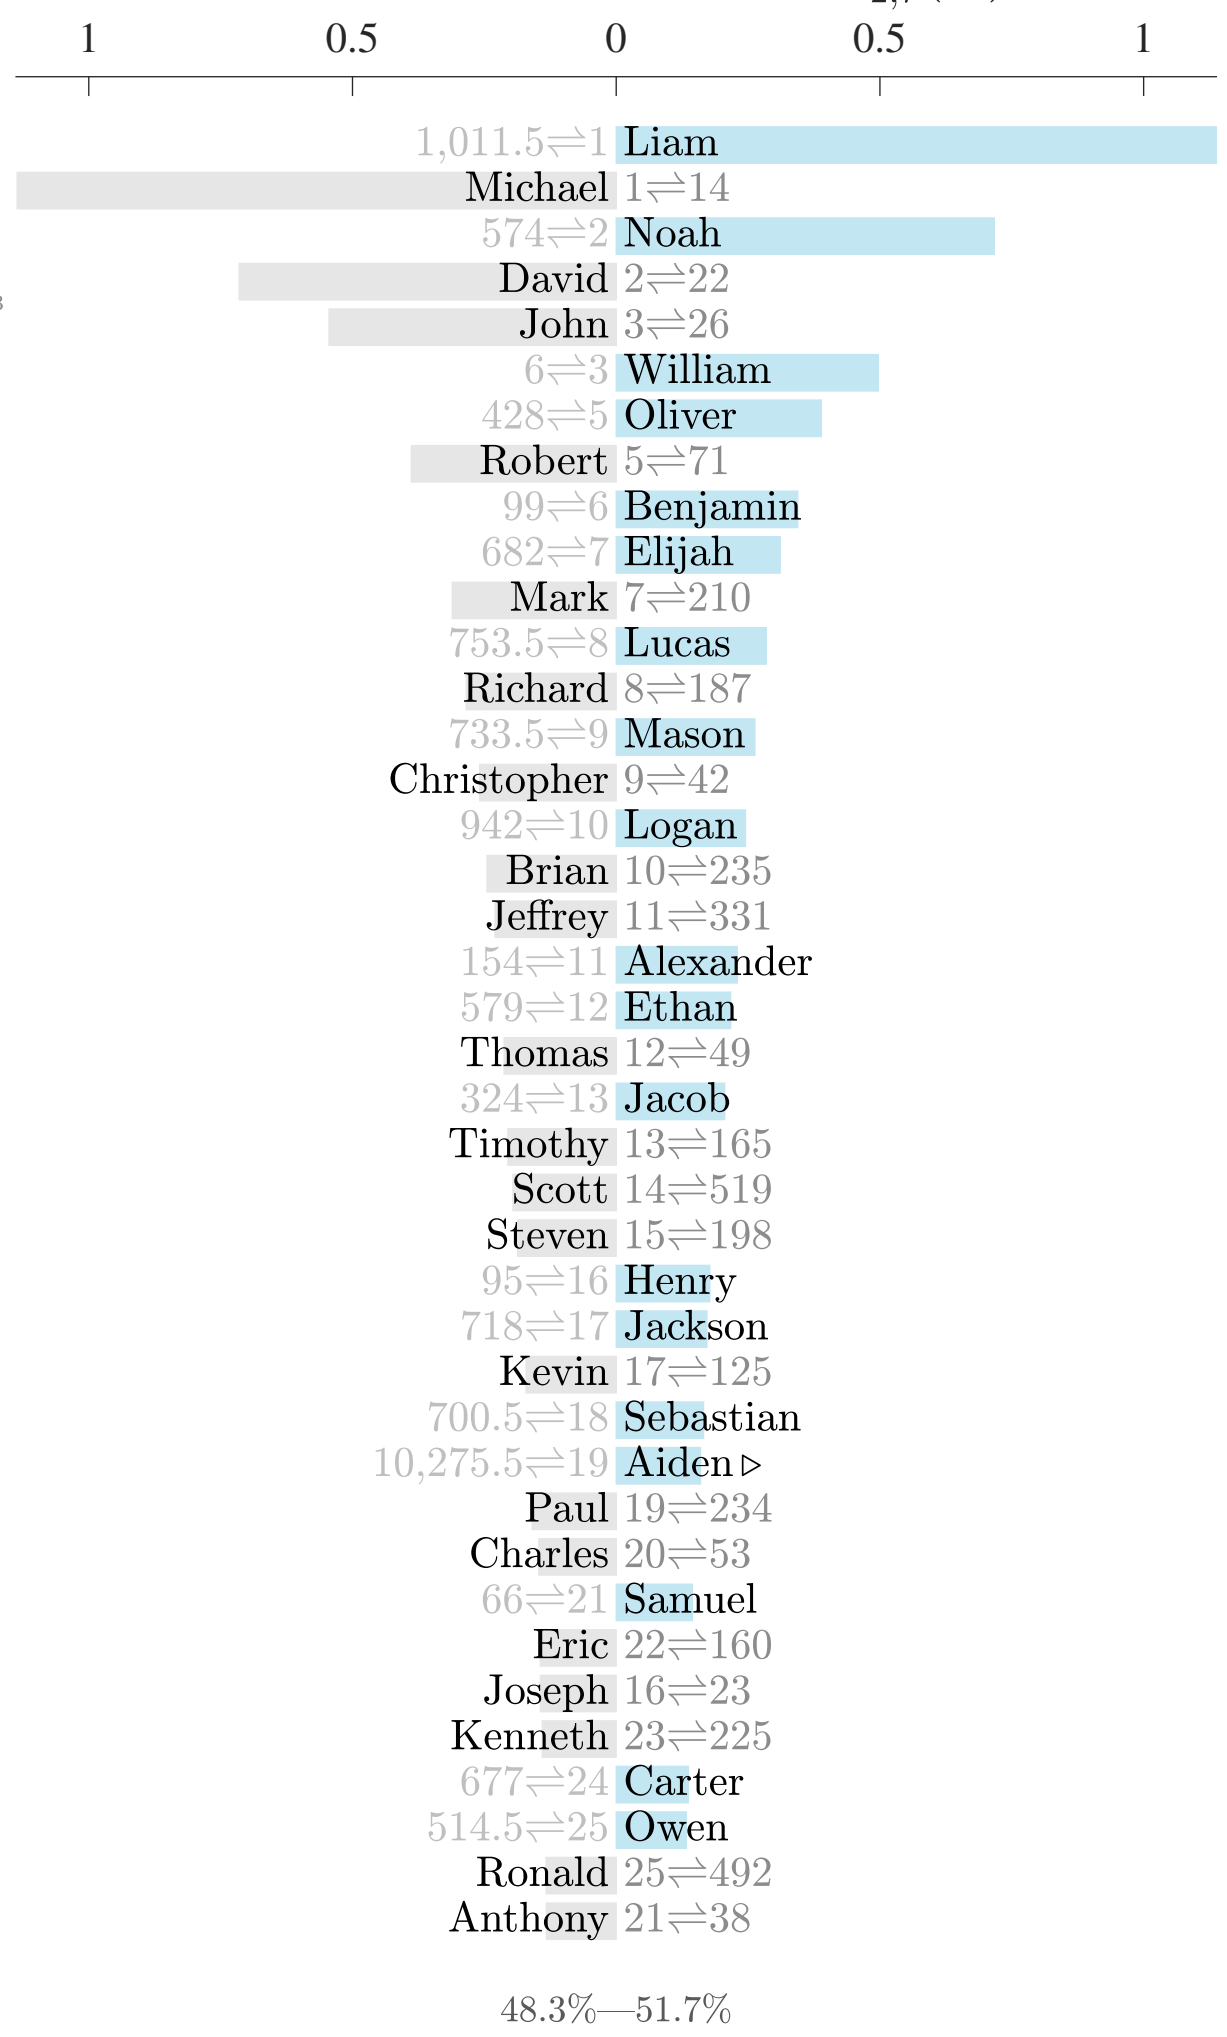 1 0.5 0 0.5 1
1,011.5⇌1 Liam
Michael 1⇌14
574⇌2 Noah
David 2⇌22
John 3⇌26
6⇌3 William
428⇌5 Oliver
Robert 5⇌71
99⇌6 Benjamin
682⇌7 Elijah
Mark 7⇌210
753.5⇌8 Lucas
Richard 8⇌187
733.5⇌9 Mason
Christopher 9⇌42
942⇌10 Logan
Brian 10⇌235
Jeffrey 11⇌331
154⇌11 Alexander
579⇌12 Ethan
Thomas 12⇌49
324⇌13 Jacob
Timothy 13⇌165
Scott 14⇌519
Steven 15⇌198
95⇌16 Henry
718⇌17 Jackson
Kevin 17⇌125
700.5⇌18 Sebastian
10,275.5⇌19 Aiden ▷
Paul 19⇌234
Charles 20⇌53
66⇌21 Samuel
Eric 22⇌160
Joseph 16⇌23
Kenneth 23⇌225
677⇌24 Carter
514.5⇌25 Owen
Ronald 25⇌492
Anthony 21⇌38
48.3%—51.7%